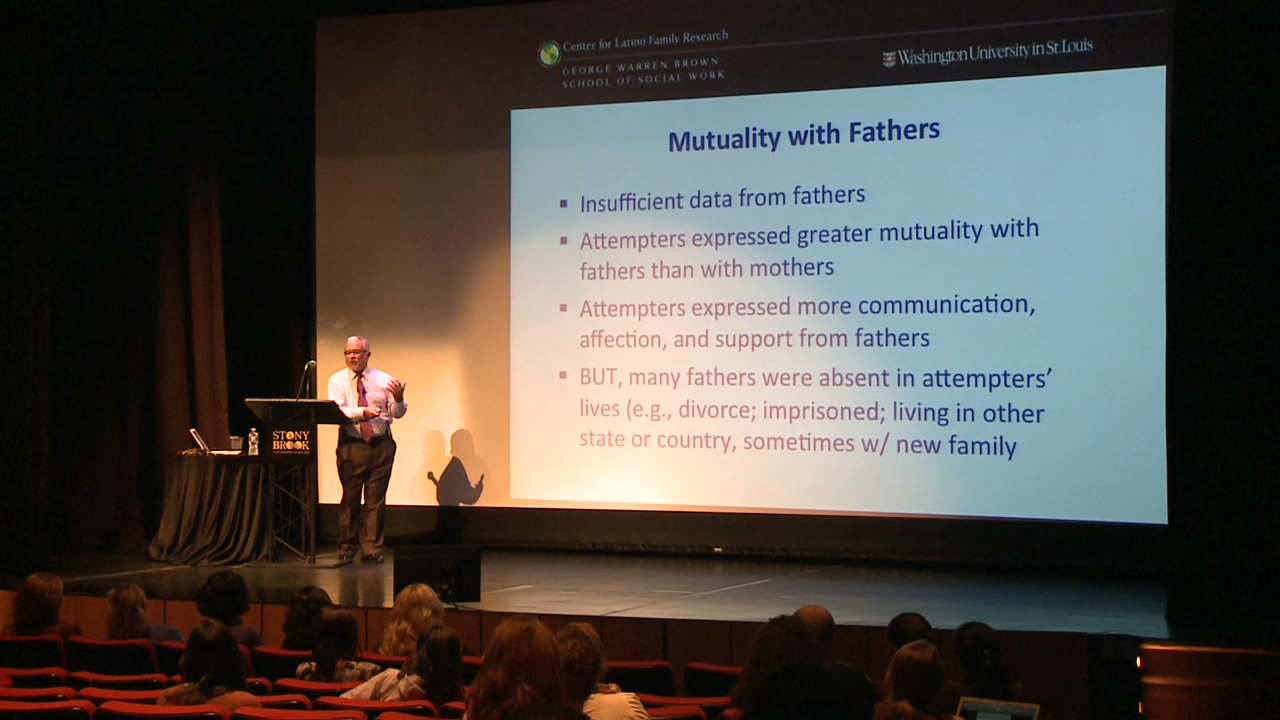 Center for Latino Family Research
GEORGE WARREN BROWN
SCHOOL OF SOCIAL WORK
Washington University in St. Louis
Mutuality with Fathers
▪ Insufficient data from fathers
▪ Attempters expressed greater mutuality with
fathers than with mothers
▪ Attempters expressed more communication,
affection, and support from fathers
▪ BUT, many fathers were absent in attempters’
lives (e.g., divorce; imprisoned; living in other
state or country, sometimes w/ new family
STONY
BROOK